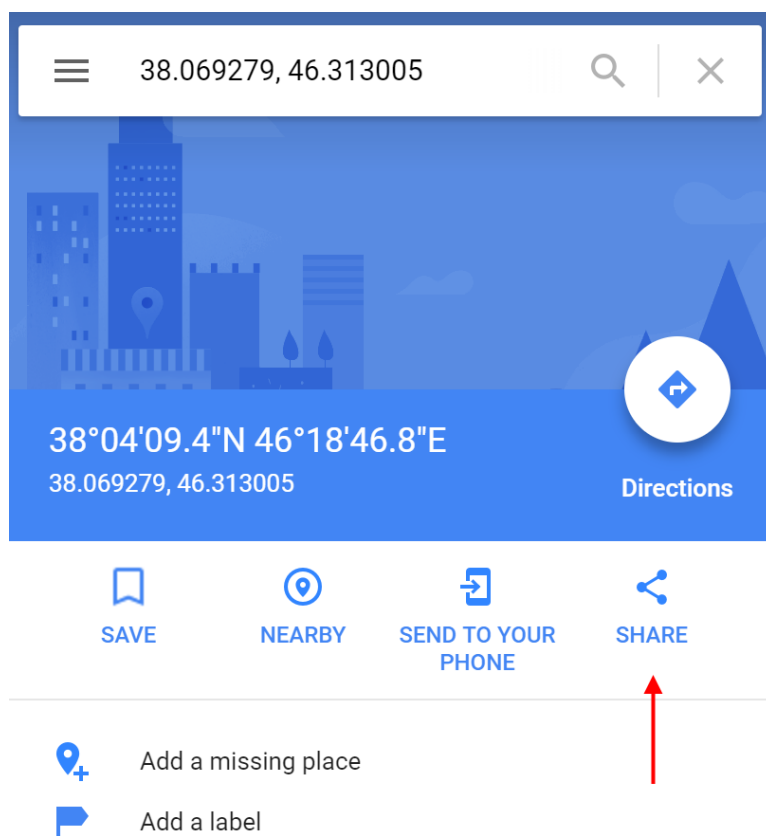 38.069279, 46.313005
38°04'09.4"N 46°18'46.8"E
38.069279, 46.313005
Directions
SAVE
NEARBY
SEND TO YOUR
PHONE
SHARE
Add a missing place
Add a label